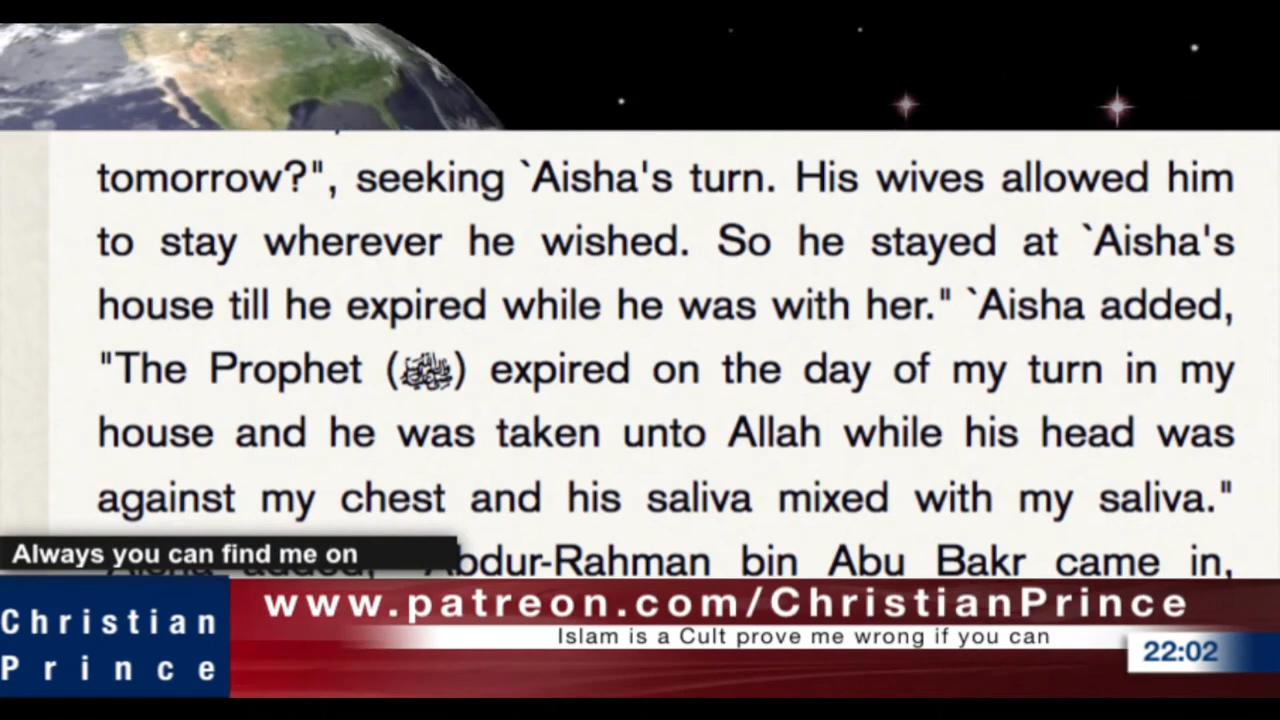 tomorrow?", seeking `Aisha's turn. His wives allowed him
to stay wherever he wished. So he stayed at `Aisha's
house till he expired while he was with her." `Aisha added,
"The Prophet (ﷺ) expired on the day of my turn in my
house and he was taken unto Allah while his head was
against my chest and his saliva mixed with my saliva."
Aisha added, "Abdur-Rahman bin Abu Bakr came in,
Always you can find me on
www.patreon.com/ChristianPrince
Christian
Prince
Islam is a Cult prove me wrong if you can
22:02